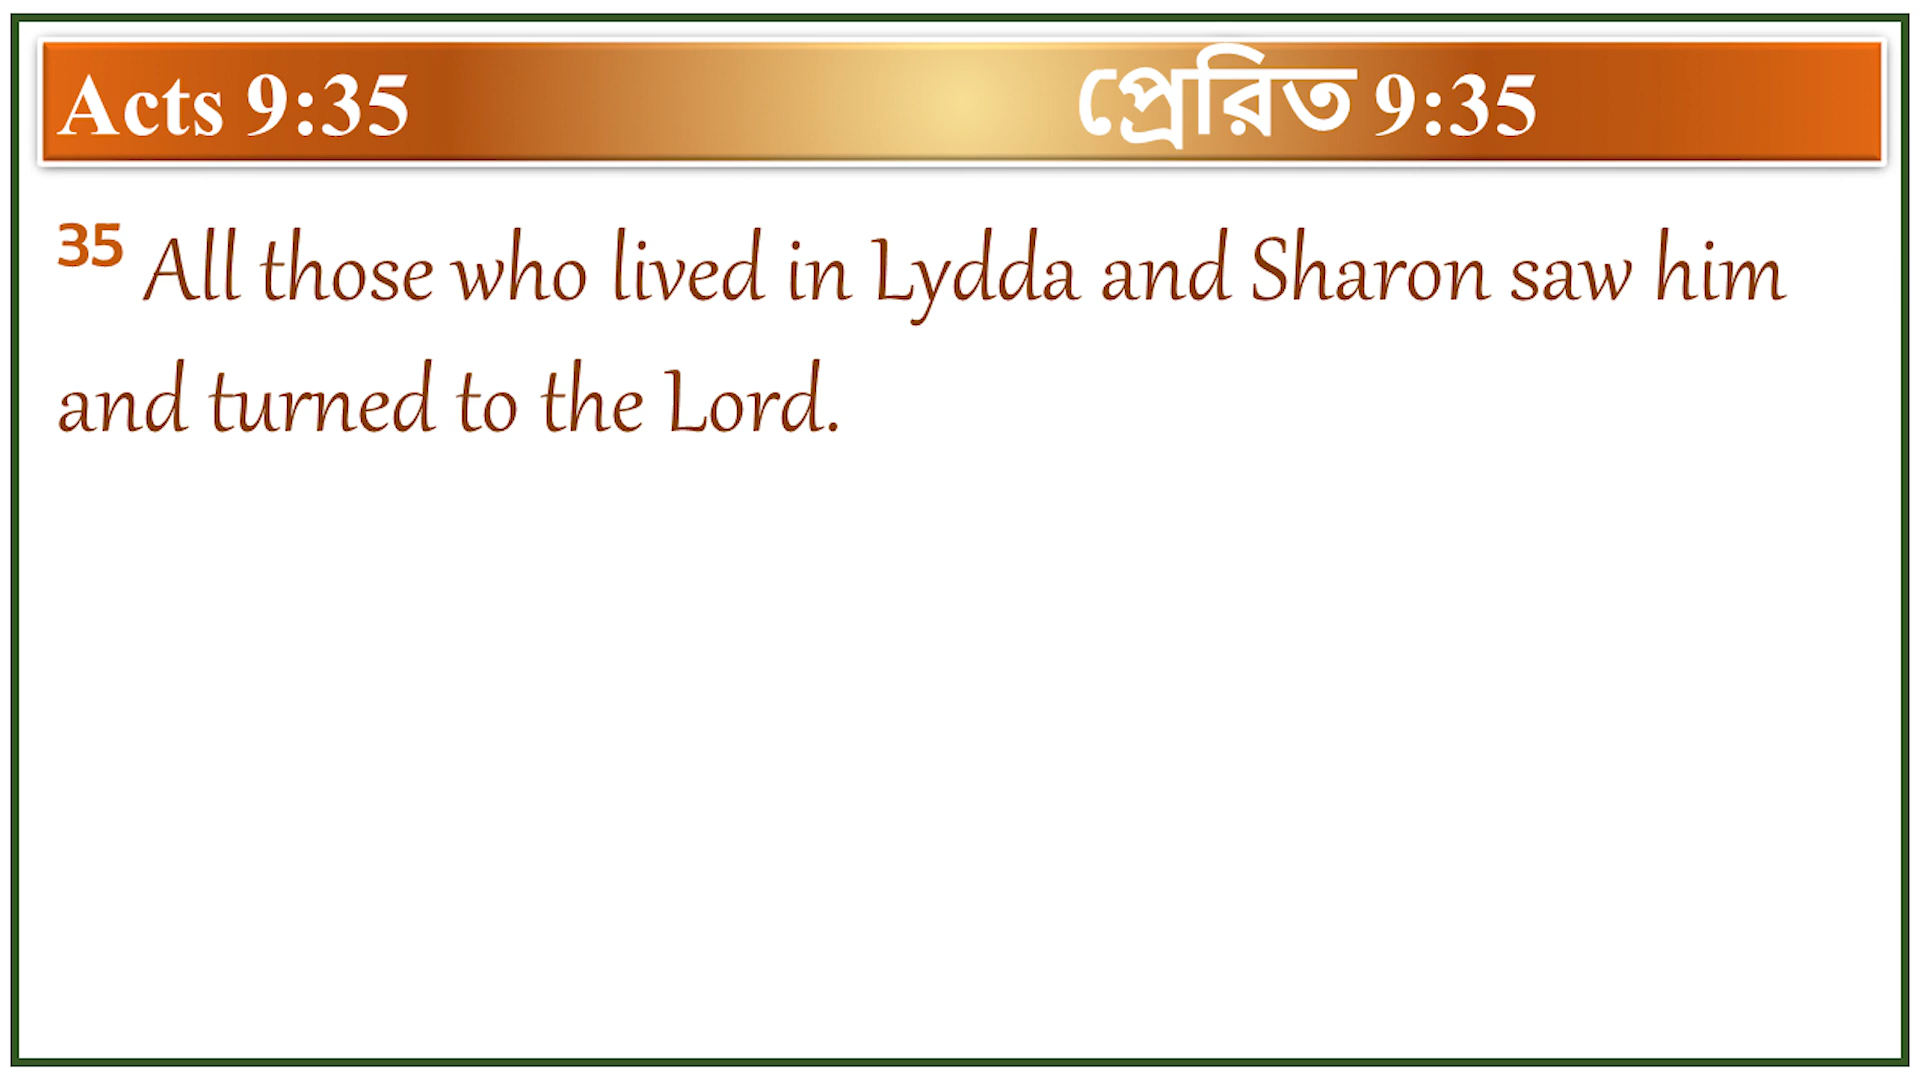 Acts 9:35 প্রেরিত 9:35
35 All those who lived in Lydda and Sharon saw him
and turned to the Lord.